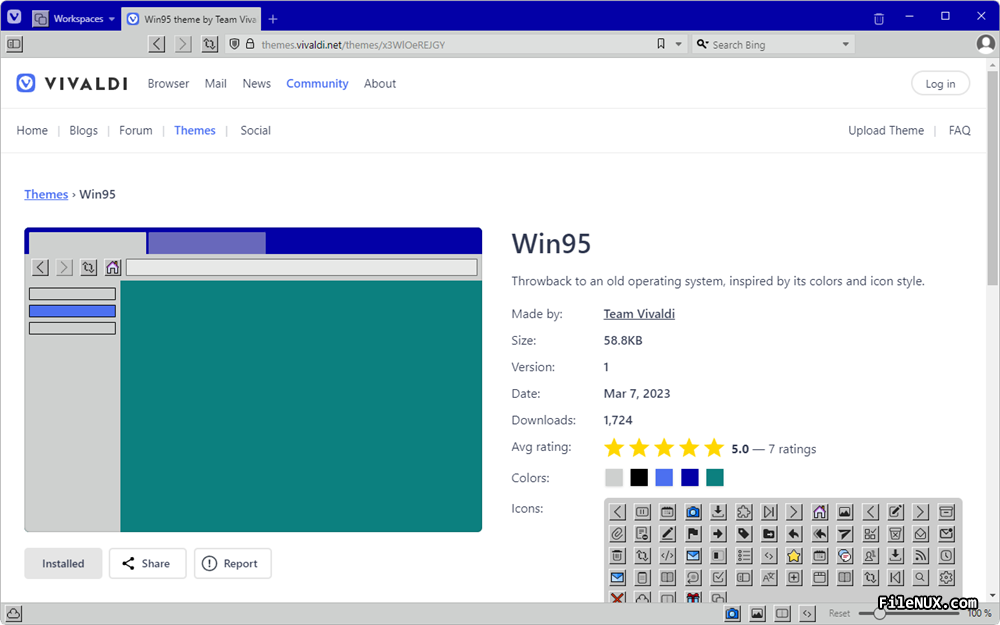 Workspaces
Win95 theme by Team Viva
themes.vivaldi.net/themes/x3WlOeREJGY
Search Bing
VIVALDI
Browser Mail News Community About
Log in
Home | Blogs | Forum | Themes | Social
Upload Theme | FAQ
Themes › Win95
Win95
Throwback to an old operating system, inspired by its colors and icon style.
Made by: Team Vivaldi
Size: 58.8KB
Version: 1
Date: Mar 7, 2023
Downloads: 1,724
Avg rating: 5.0 — 7 ratings
Colors:
Icons:
Installed
Share
Report
FileNUX.com
Reset
100 %